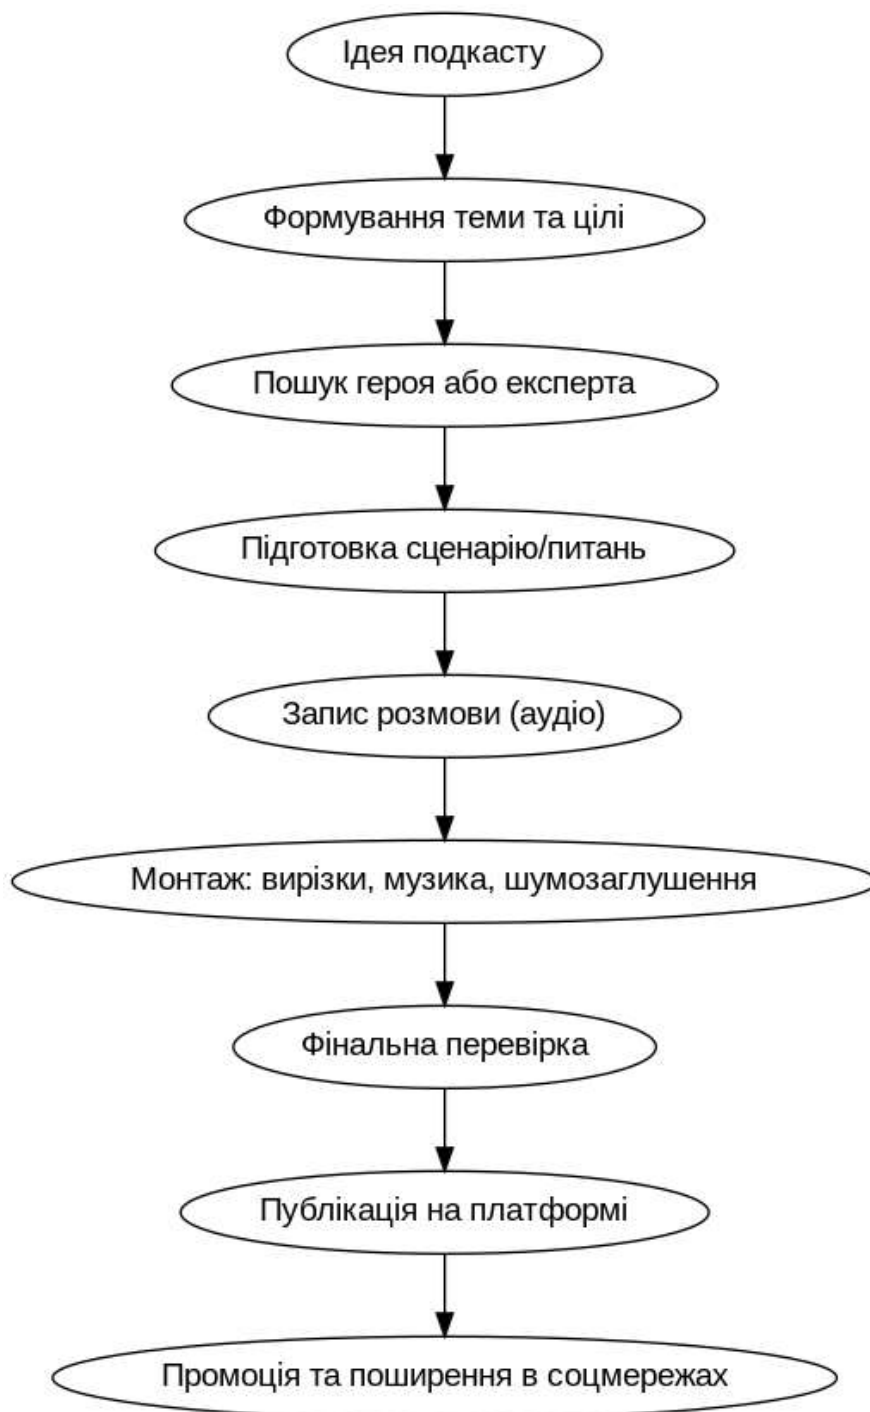 Ідея подкасту
Формування теми та цілі
Пошук героя або експерта
Підготовка сценарію/питань
Запис розмови (аудіо)
Монтаж: вирізки, музика, шумозаглушення
Фінальна перевірка
Публікація на платформі
Промоція та поширення в соцмережах